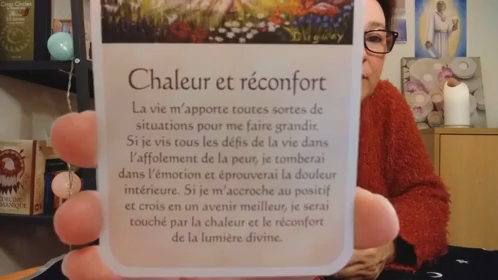 Duguay
Chaleur et réconfort
La vie m'apporte toutes sortes de
situations pour me faire grandir.
Si je vis tous les défis de la vie dans
l'affolement de la peur, je tomberai
dans l'émotion et éprouverai la douleur
intérieure. Si je m'accroche au positif
et crois en un avenir meilleur, je serai
touché par la chaleur et le réconfort
de la lumière divine.